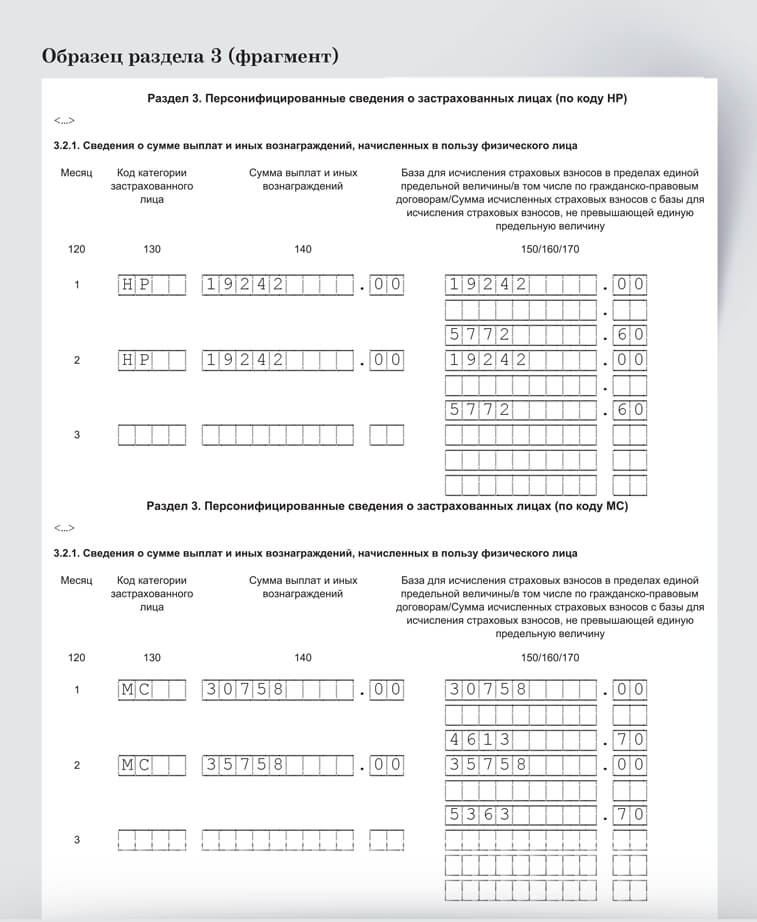 Образец раздела 3 (фрагмент)
Раздел 3. Персонифицированные сведения о застрахованных лицах (по коду НР)
<...>
3.2.1. Сведения о сумме выплат и иных вознаграждений, начисленных в пользу физического лица
Месяц Код категории застрахованного лица Сумма выплат и иных вознаграждений База для исчисления страховых взносов в пределах единой предельной величины/в том числе по гражданско-правовым договорам/Сумма исчисленных страховых взносов с базы для исчисления страховых взносов, не превышающей единую предельную величину
120 130 140 150/160/170
1 НР 19242.00 19242.00
.
5772.60
2 НР 19242.00 19242.00
.
5772.60
3
Раздел 3. Персонифицированные сведения о застрахованных лицах (по коду МС)
<...>
3.2.1. Сведения о сумме выплат и иных вознаграждений, начисленных в пользу физического лица
Месяц Код категории застрахованного лица Сумма выплат и иных вознаграждений База для исчисления страховых взносов в пределах единой предельной величины/в том числе по гражданско-правовым договорам/Сумма исчисленных страховых взносов с базы для исчисления страховых взносов, не превышающей единую предельную величину
120 130 140 150/160/170
1 МС 30758.00 30758.00
4613.70
2 МС 35758.00 35758.00
5363.70
3